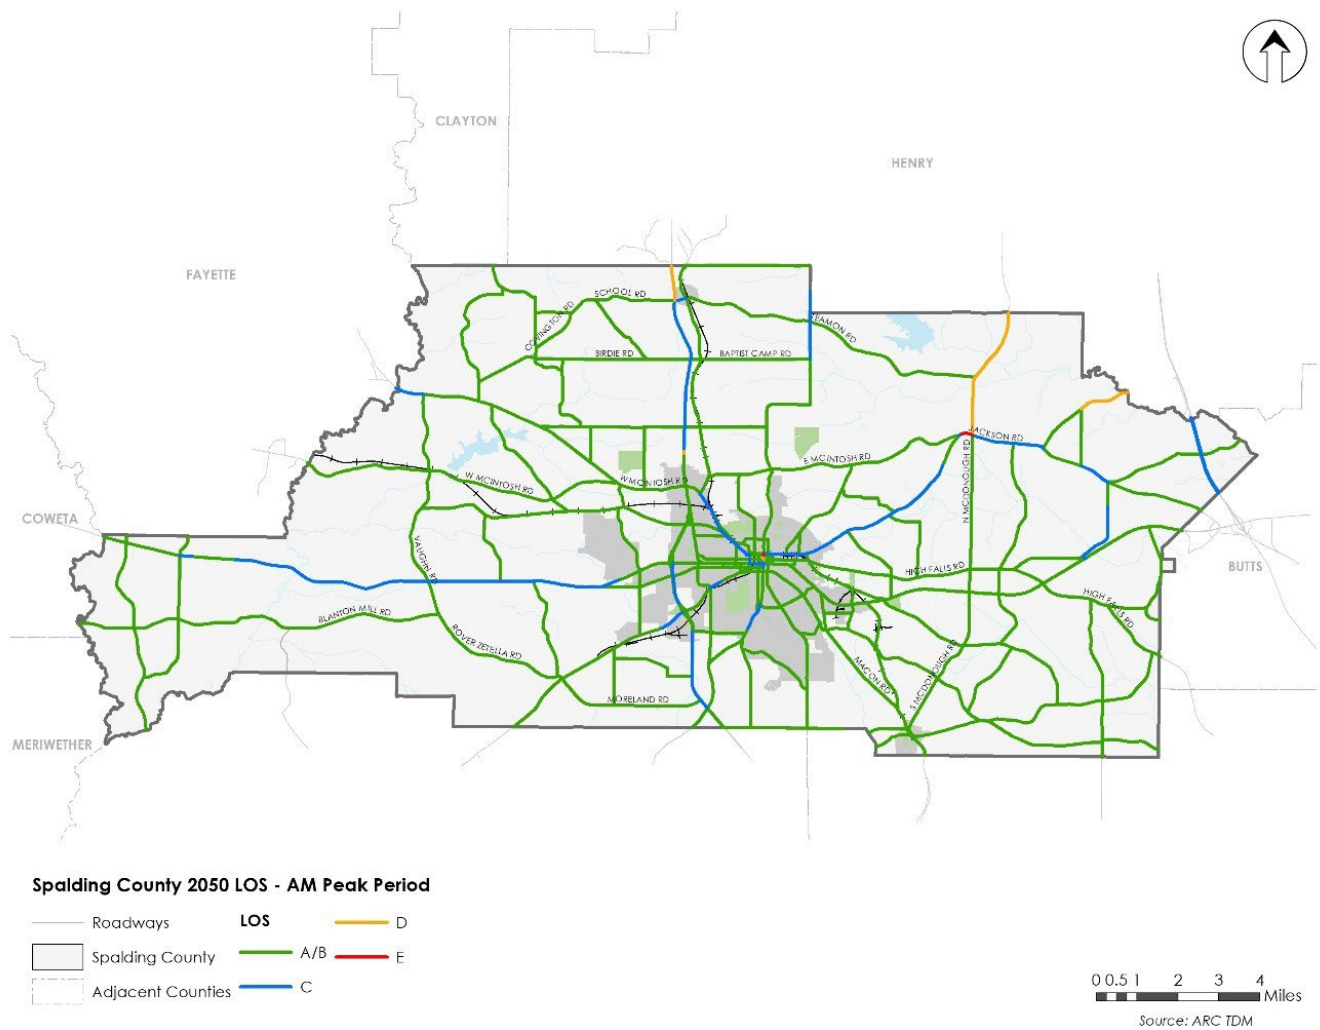 CLAYTON
HENRY
FAYETTE
SCHOOL RD
COVINGTON RD
TEAMON RD
BIRDIE RD
BAPTIST CAMP RD
JACKSON RD
E MCINTOSH RD
W MCINTOSH RD
W MCINTOSH RD
N MCDONOUGH RD
COWETA
VAUGHN RD
HIGH FALLS RD
BUTTS
HIGH FALLS RD
BLANTON MILL RD
ROVER ZETELLA RD
S MCDONOUGH RD
MACON RD
MORELAND RD
MERIWETHER
Spalding County 2050 LOS - AM Peak Period
Roadways
LOS
D
Spalding County
A/B
E
Adjacent Counties
C
0 0.5 1 2 3 4
Miles
Source: ARC TDM